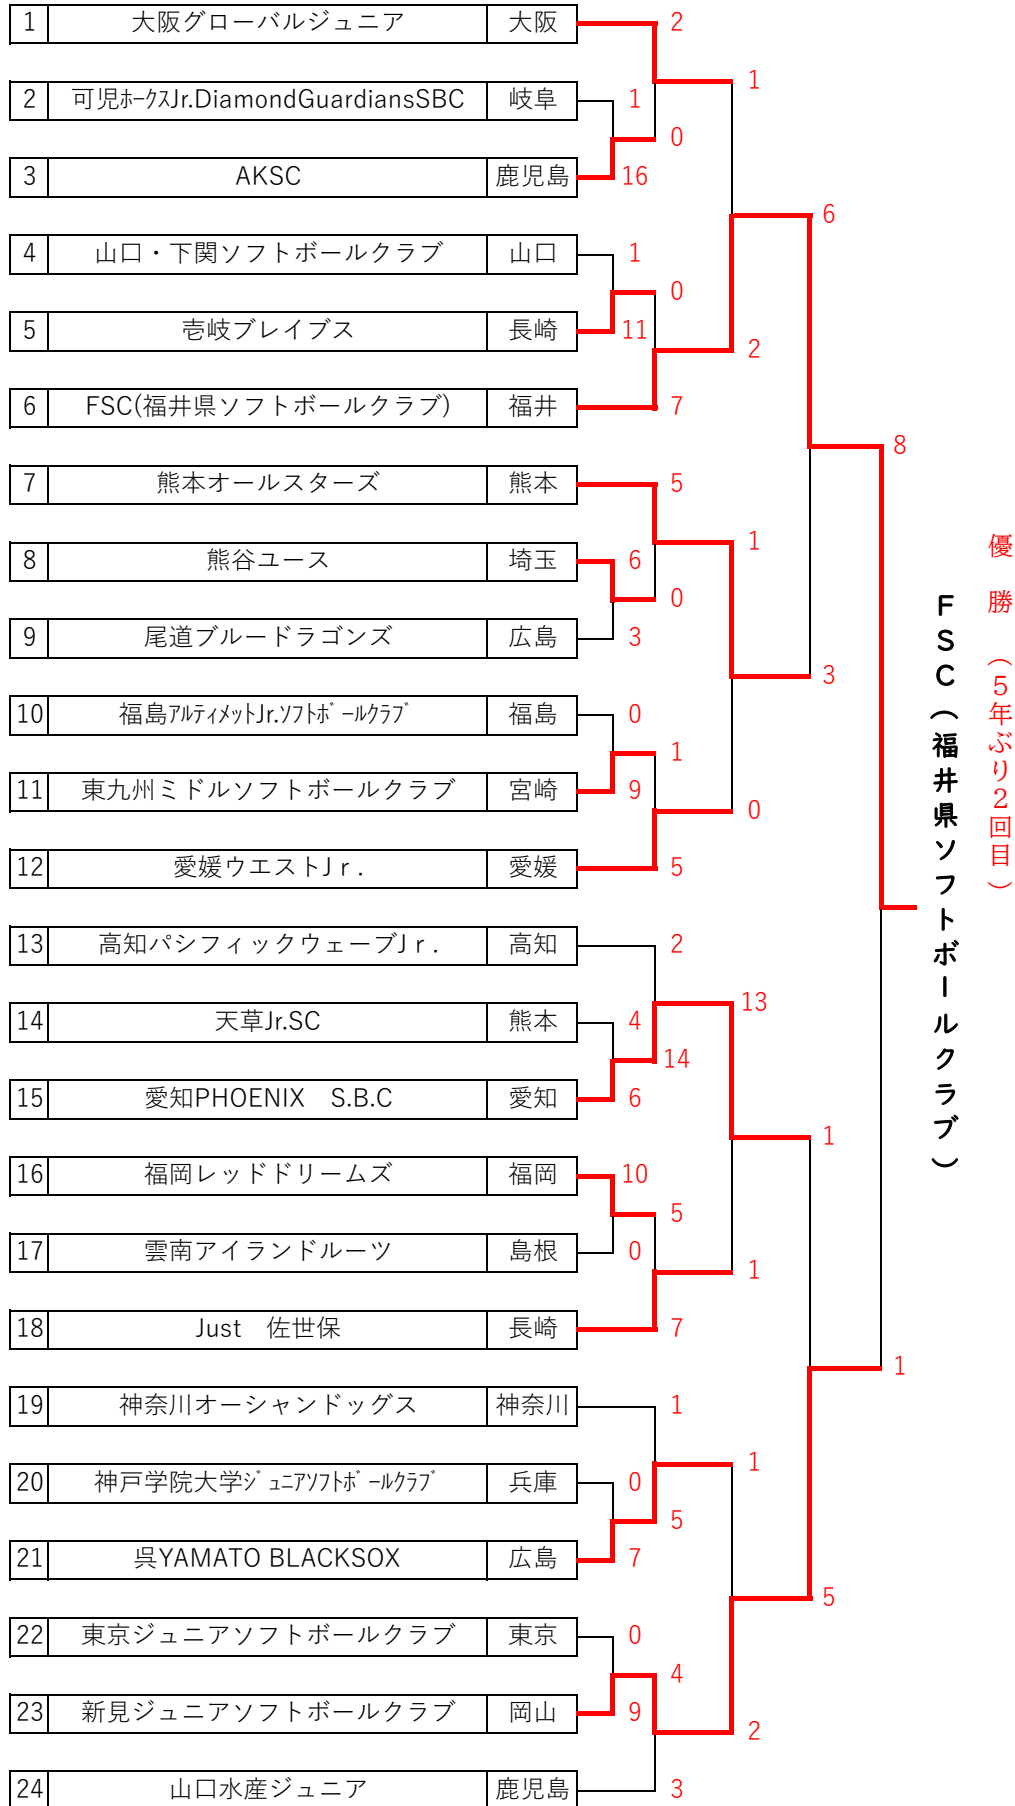 1 大阪グローバルジュニア 大阪 2
1
2 可児ホークスJr.DiamondGuardiansSBC 岐阜 1
0
3 AKSC 鹿児島 16
6
4 山口・下関ソフトボールクラブ 山口 1
0
5 壱岐ブレイブス 長崎 11
2
6 FSC(福井県ソフトボールクラブ) 福井 7
8
7 熊本オールスターズ 熊本 5
1
8 熊谷ユース 埼玉 6
0
9 尾道ブルードラゴンズ 広島 3
3
10 福島アルティメットJr.ソフトボールクラブ 福島 0
1
11 東九州ミドルソフトボールクラブ 宮崎 9
0
12 愛媛ウエストJr. 愛媛 5
13 高知パシフィックウェーブJr. 高知 2
13
14 天草Jr.SC 熊本 4
14
15 愛知PHOENIX　S.B.C 愛知 6
1
16 福岡レッドドリームズ 福岡 10
5
17 雲南アイランドルーツ 島根 0
1
18 Just　佐世保 長崎 7
1
19 神奈川オーシャンドッグス 神奈川 1
1
20 神戸学院大学ジュニアソフトボールクラブ 兵庫 0
5
21 呉YAMATO BLACKSOX 広島 7
5
22 東京ジュニアソフトボールクラブ 東京 0
4
23 新見ジュニアソフトボールクラブ 岡山 9
2
24 山口水産ジュニア 鹿児島 3
優　勝　（5年ぶり2回目）
FSC（福井県ソフトボールクラブ）